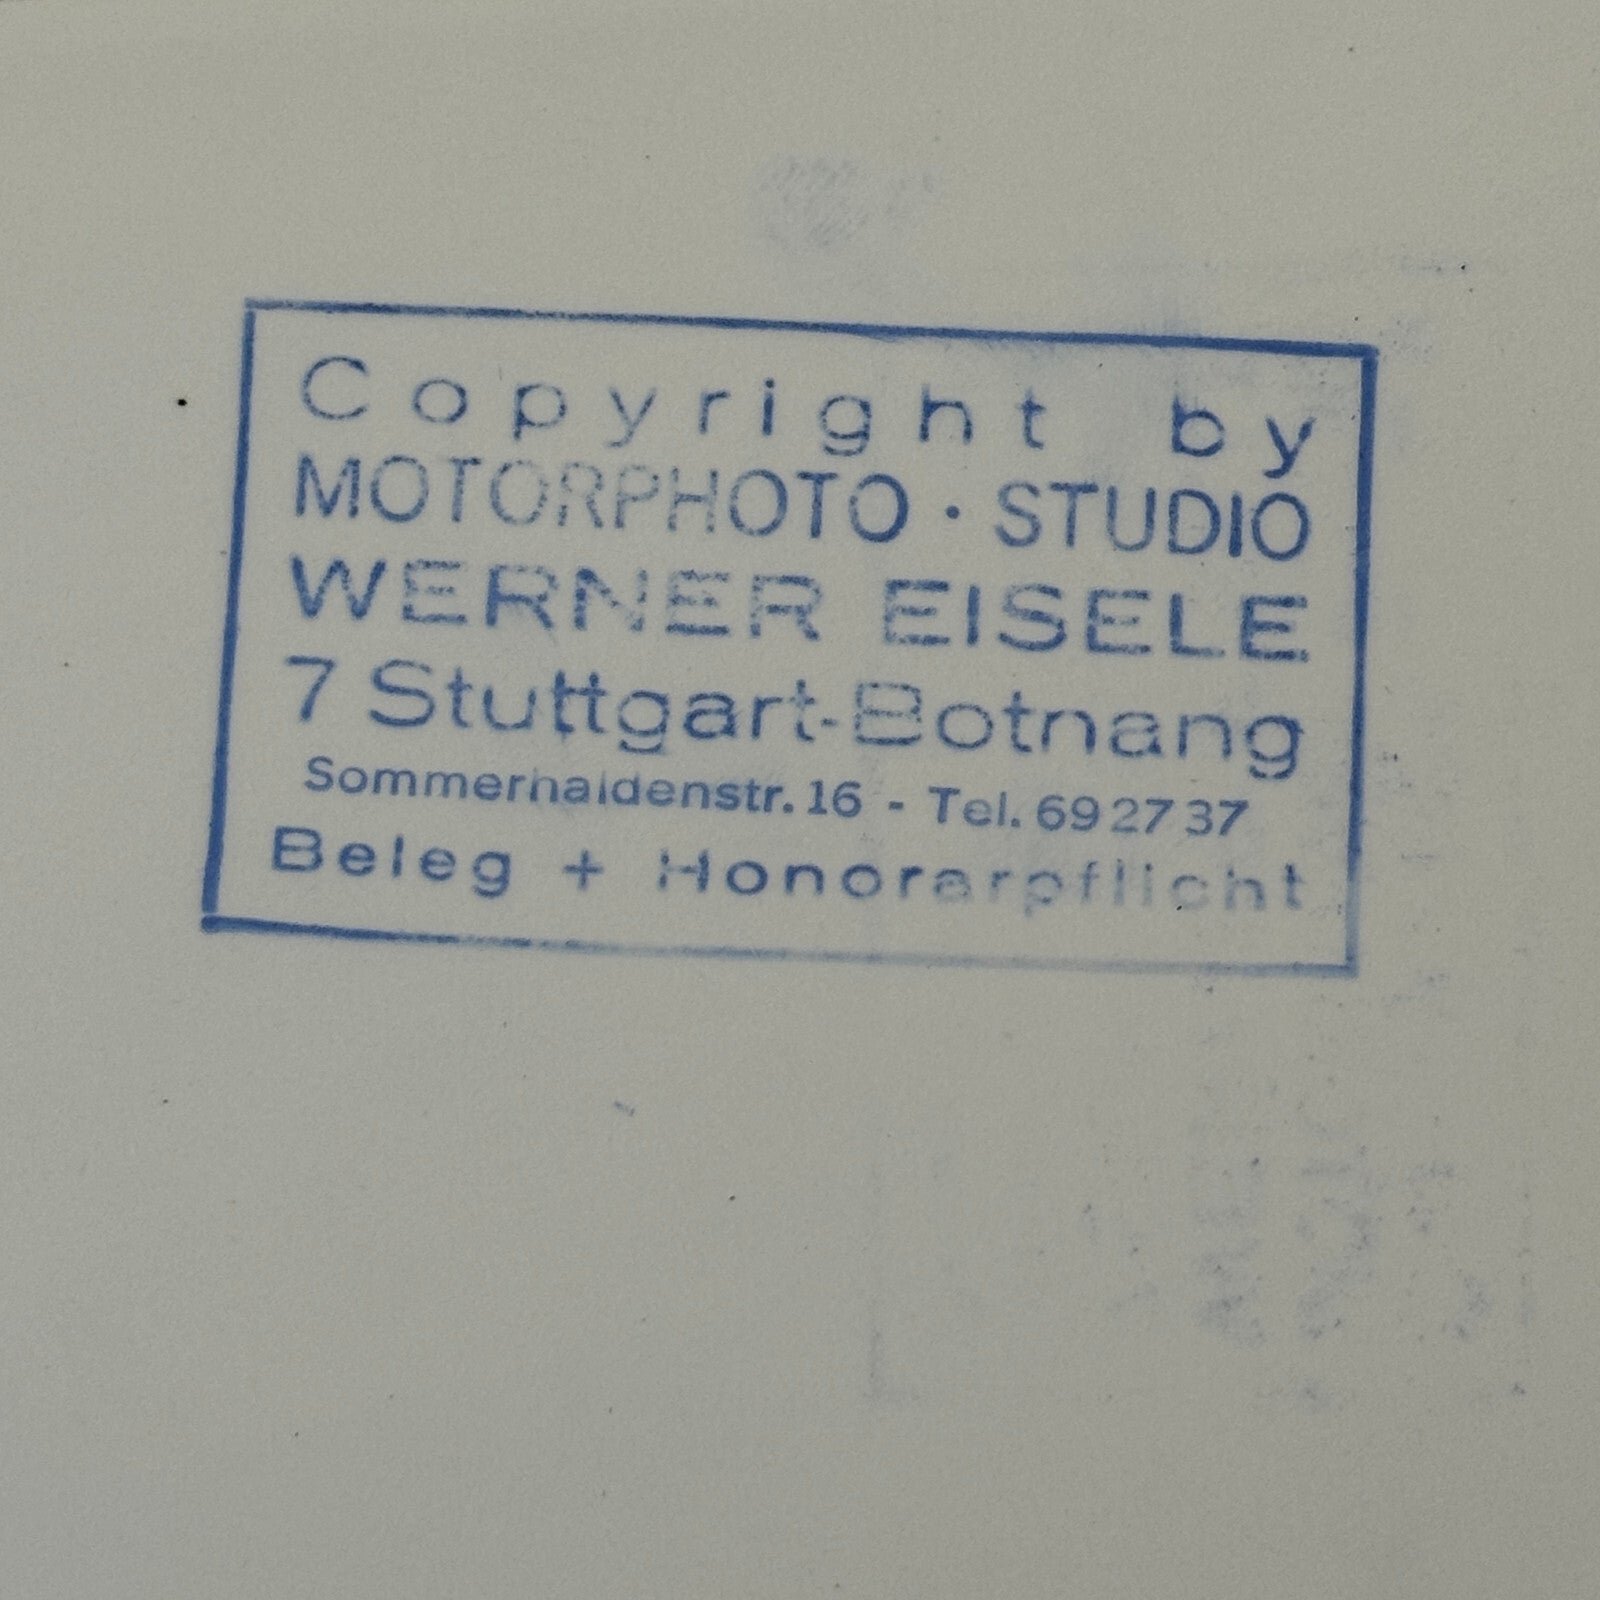 Copyright by
MOTORPHOTO · STUDIO
WERNER EISELE
7 Stuttgart-Botnang
Sommerhaldenstr. 16 - Tel. 69 27 37
Beleg + Honorarpflicht